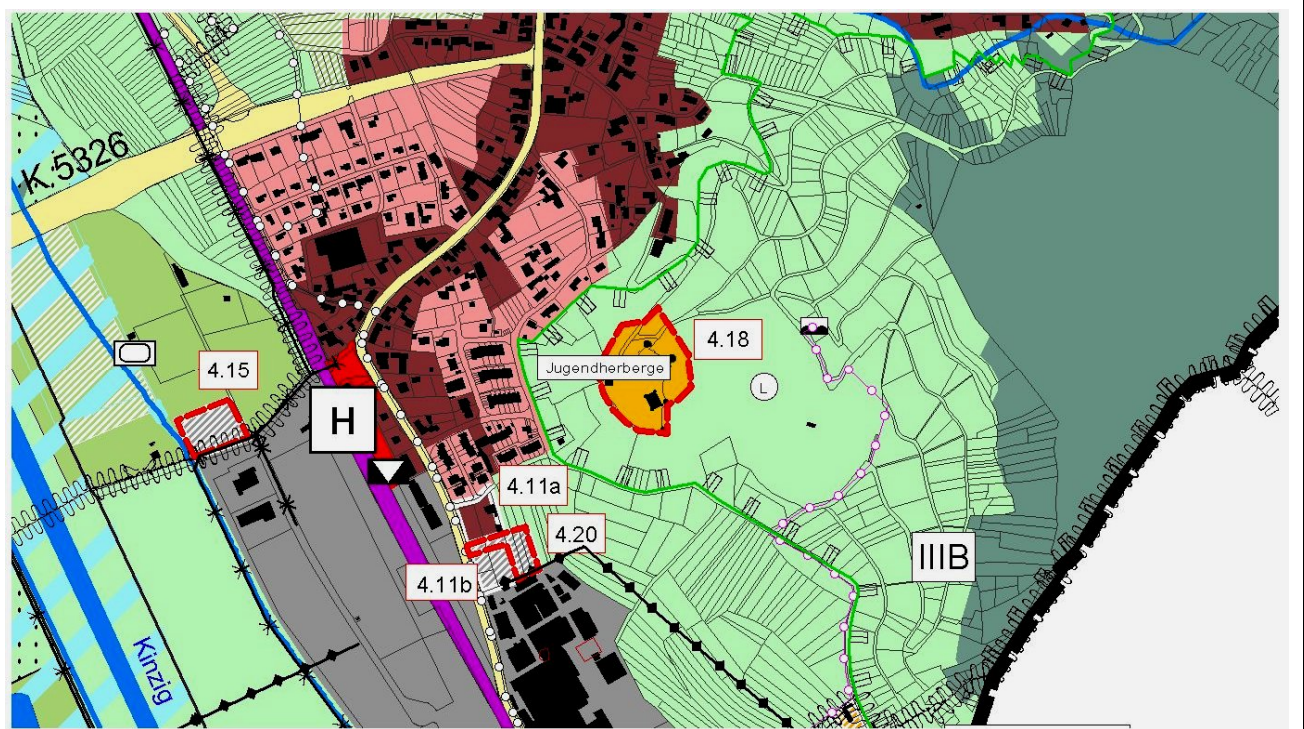 K 5326
4.18
Jugendherberge
4.15
L
H
4.11a
4.20
IIIB
4.11b
Kinzig